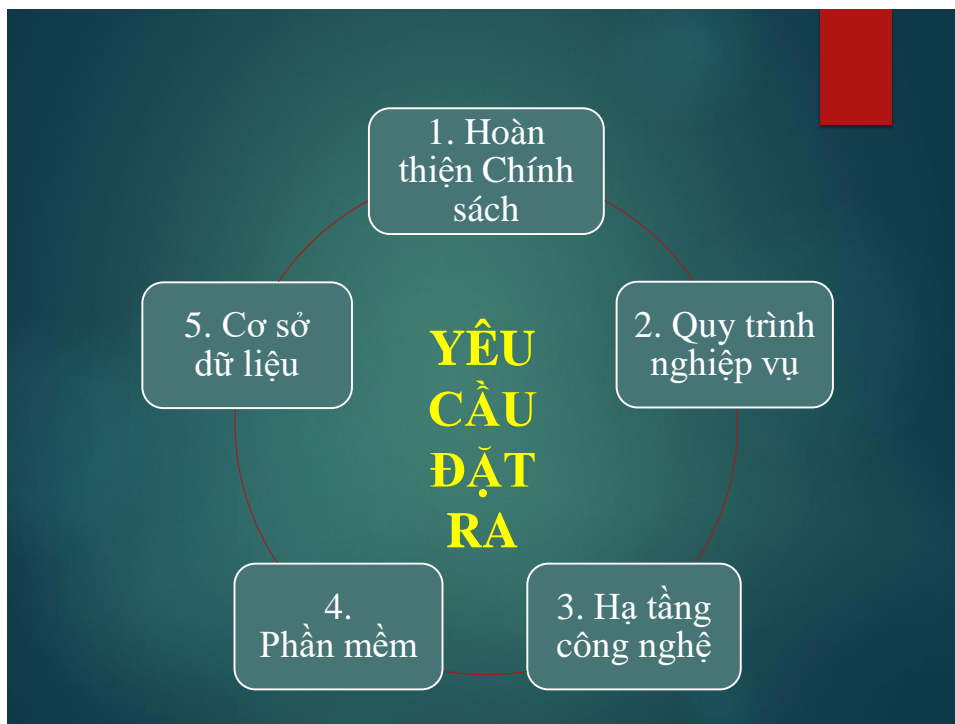 1. Hoàn
thiện Chính
sách
2. Quy trình
nghiệp vụ
3. Hạ tầng
công nghệ
4.
Phần mềm
5. Cơ sở
dữ liệu
YÊU
CẦU
ĐẶT
RA